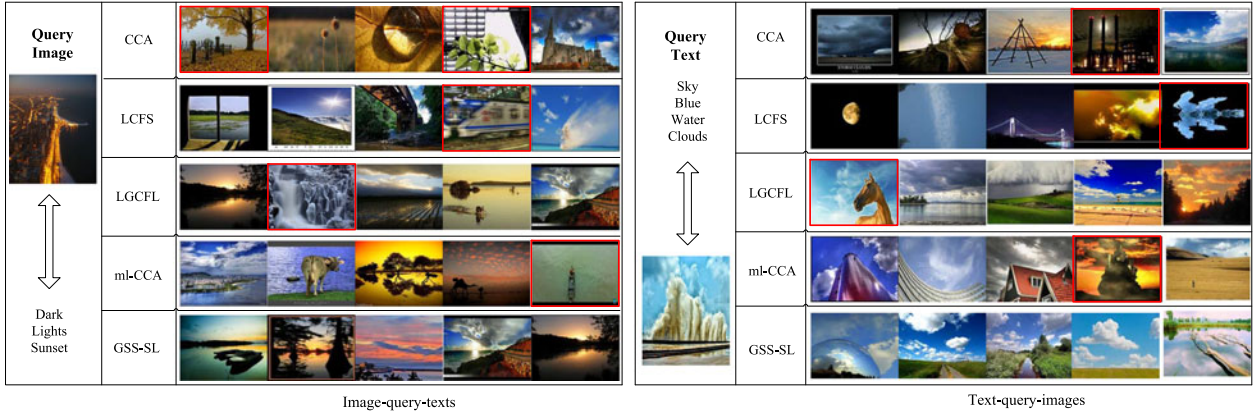 Query
Image
Dark
Lights
Sunset
CCA
LCFS
LGCFL
ml-CCA
GSS-SL
Image-query-texts
Query
Text
Sky
Blue
Water
Clouds
CCA
LCFS
LGCFL
ml-CCA
GSS-SL
Text-query-images